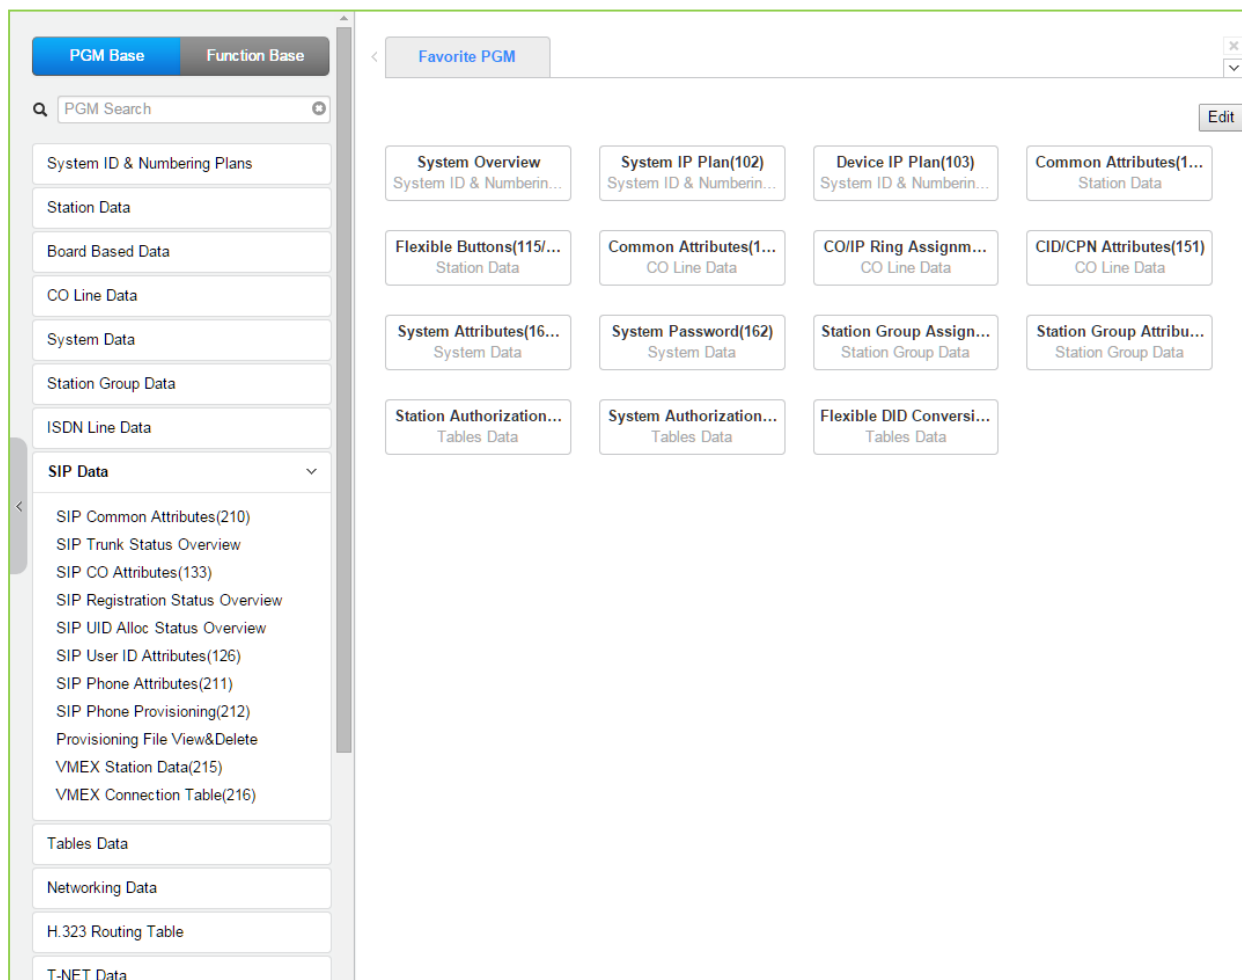 PGM Base
Function Base
PGM Search
System ID & Numbering Plans
Station Data
Board Based Data
CO Line Data
System Data
Station Group Data
ISDN Line Data
SIP Data
SIP Common Attributes(210)
SIP Trunk Status Overview
SIP CO Attributes(133)
SIP Registration Status Overview
SIP UID Alloc Status Overview
SIP User ID Attributes(126)
SIP Phone Attributes(211)
SIP Phone Provisioning(212)
Provisioning File View&Delete
VMEX Station Data(215)
VMEX Connection Table(216)
Tables Data
Networking Data
H.323 Routing Table
T-NET Data
Favorite PGM
Edit
System Overview
System ID & Numberin...
System IP Plan(102)
System ID & Numberin...
Device IP Plan(103)
System ID & Numberin...
Common Attributes(1...
Station Data
Flexible Buttons(115/...
Station Data
Common Attributes(1...
CO Line Data
CO/IP Ring Assignm...
CO Line Data
CID/CPN Attributes(151)
CO Line Data
System Attributes(16...
System Data
System Password(162)
System Data
Station Group Assign...
Station Group Data
Station Group Attribu...
Station Group Data
Station Authorization...
Tables Data
System Authorization...
Tables Data
Flexible DID Conversi...
Tables Data